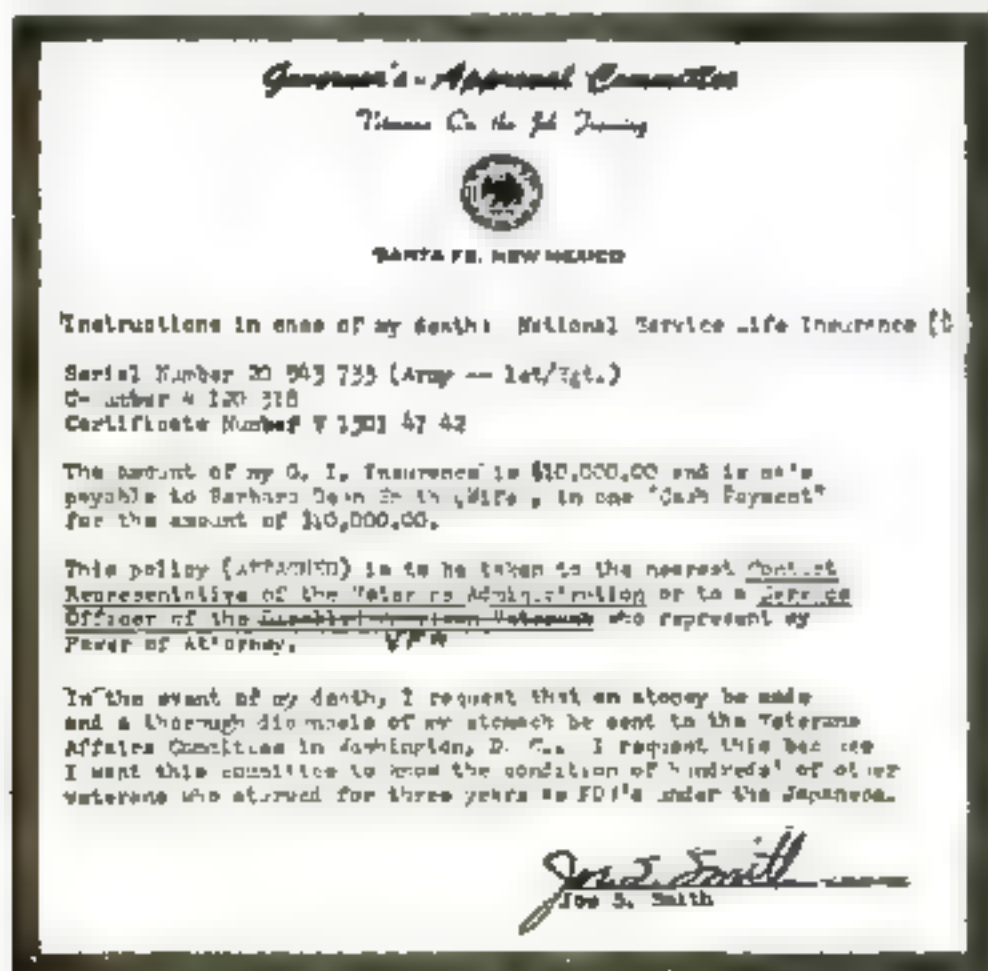 Governor's - Approval Committee
Veterans On the Job Training
SANTA FE, NEW MEXICO
Instructions in case of my death: National Service Life Insurance
Serial Number 20 843 733 (Army -- 1st/Sgt.)
Certificate Number V 1301 47 42
The amount of my G. I. Insurance is $10,000.00 and is
payable to Barbara Smith (Wife, in one "Cash Payment"
for the amount of $10,000.00.
This policy (ATTACHED) is to be taken to the nearest Contact
Representative of the Veterans Administration or to a Service
Officer of the Veterans who represent my
Power of Attorney. VFW
In the event of my death, I request that an atopsy be made
and a thorough of my stomach be sent to the Veterans
Affairs Committee in Washington, D. C.. I request this because
I want this committee to know the condition of hundreds' of other
veterans who starved for three years as under the Japanese.
Joe S. Smith
Joe S. Smith